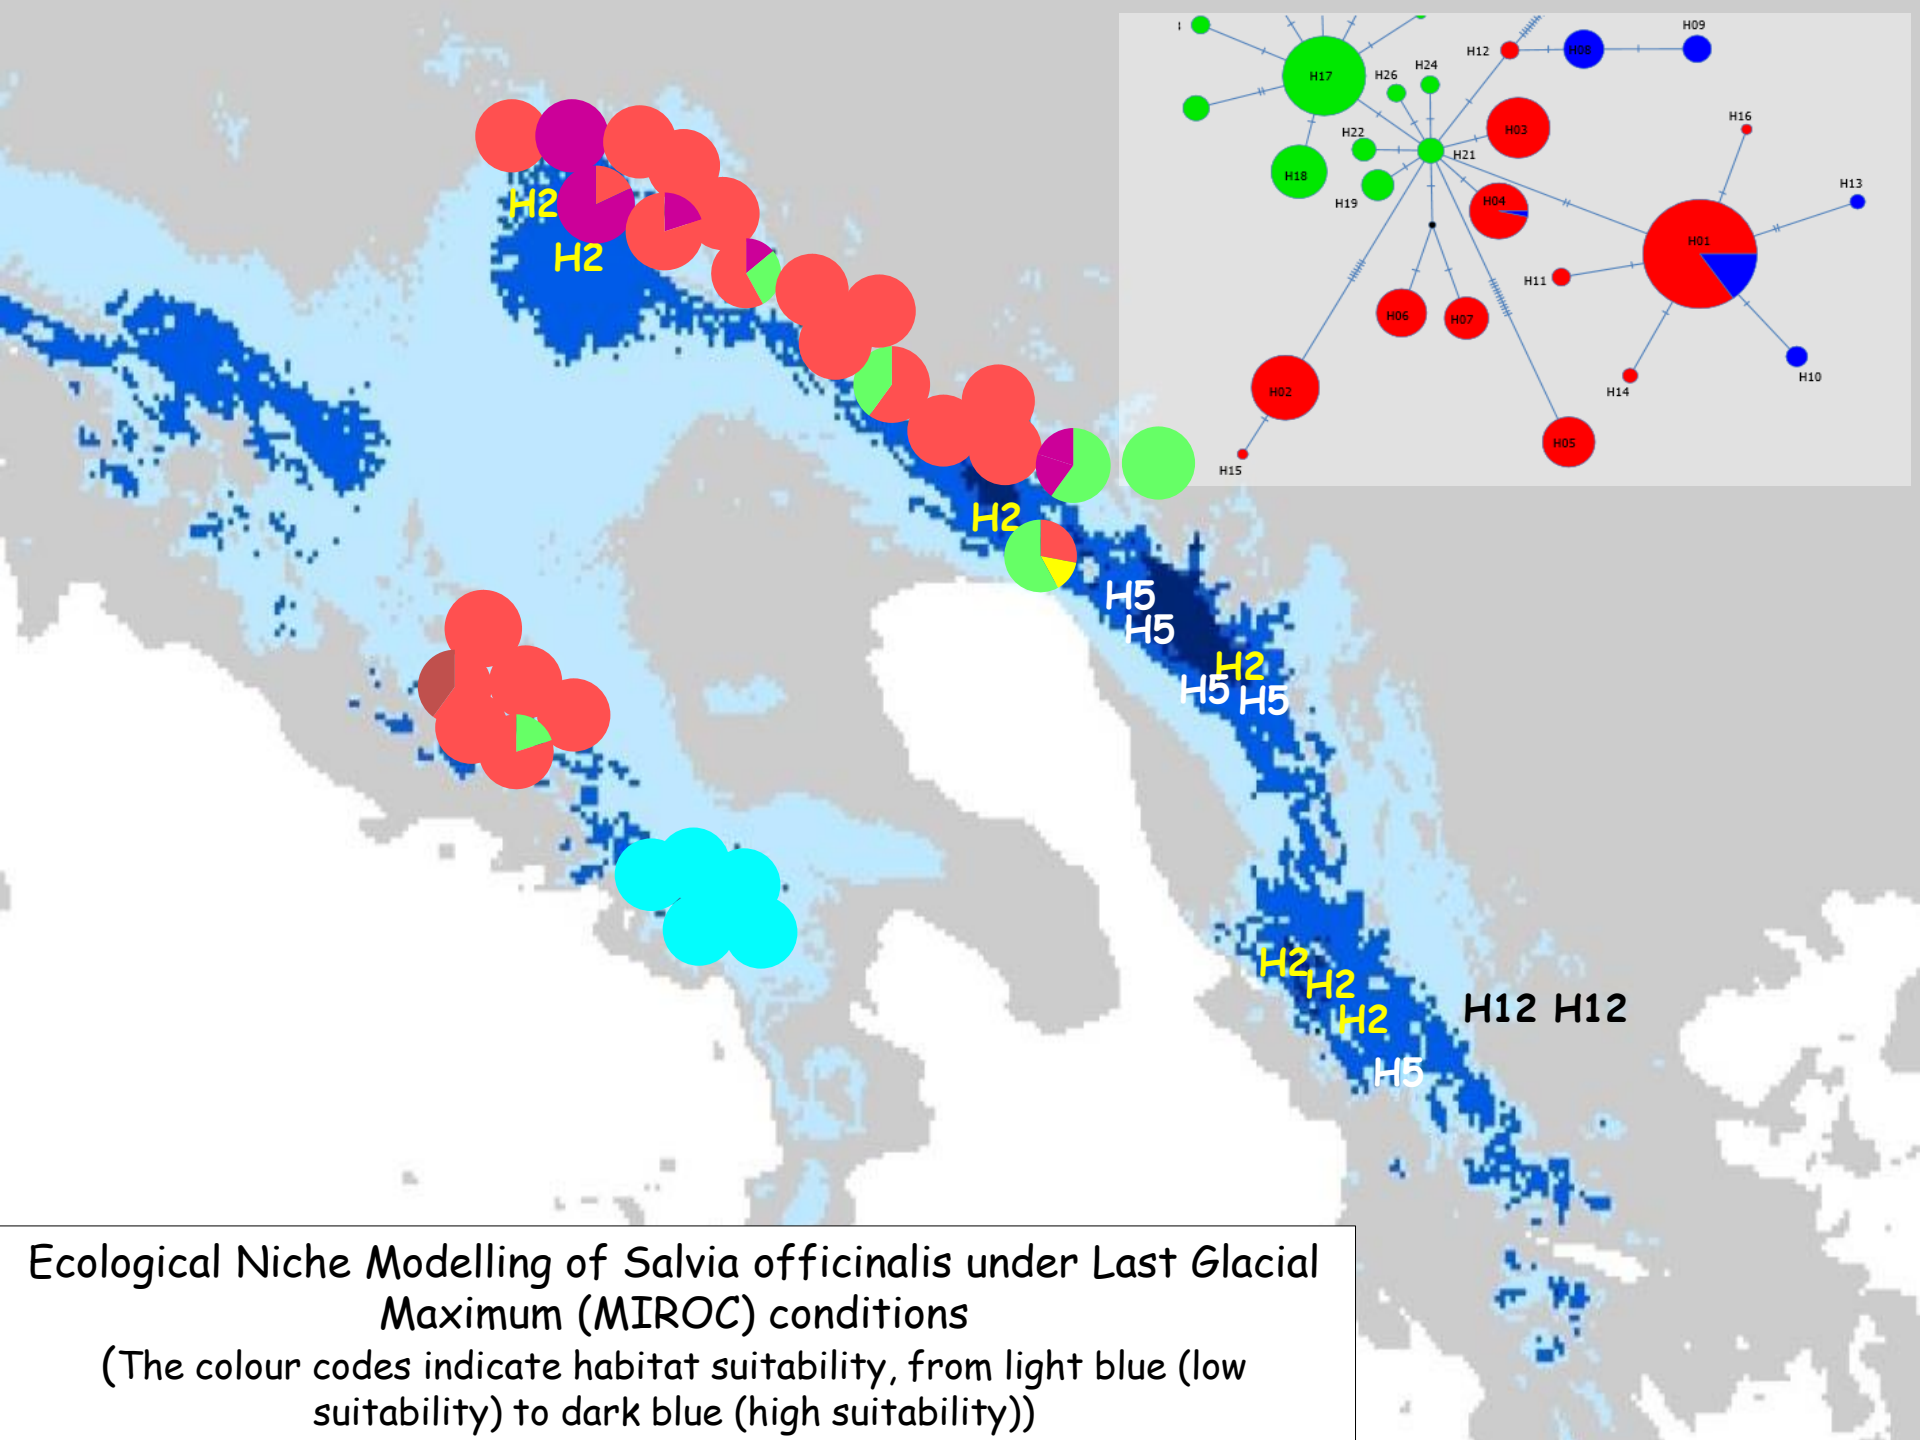 H09
H12
H08
H17
H26
H24
H03
H16
H22
H21
H18
H19
H04
H13
H01
H11
H06
H07
H10
H14
H02
H05
H15
H2
H2
H2
H5
H5
H2
H5
H5
H2
H2
H2
H12 H12
H5
Ecological Niche Modelling of Salvia officinalis under Last Glacial
Maximum (MIROC) conditions
(The colour codes indicate habitat suitability, from light blue (low
suitability) to dark blue (high suitability))